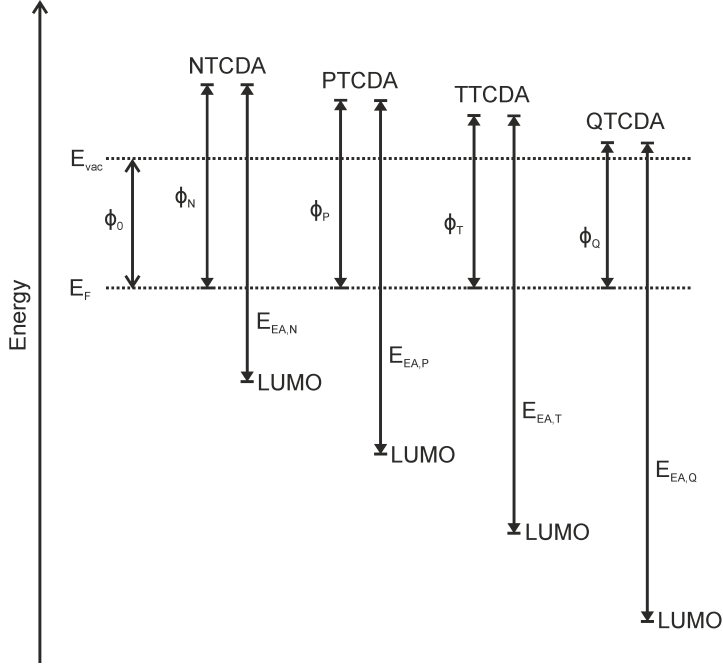 NTCDA
PTCDA
TTCDA
QTCDA
E_vac
ϕ_0
ϕ_N
ϕ_P
ϕ_T
ϕ_Q
E_F
Energy
E_EA,N
E_EA,P
E_EA,T
E_EA,Q
LUMO
LUMO
LUMO
LUMO